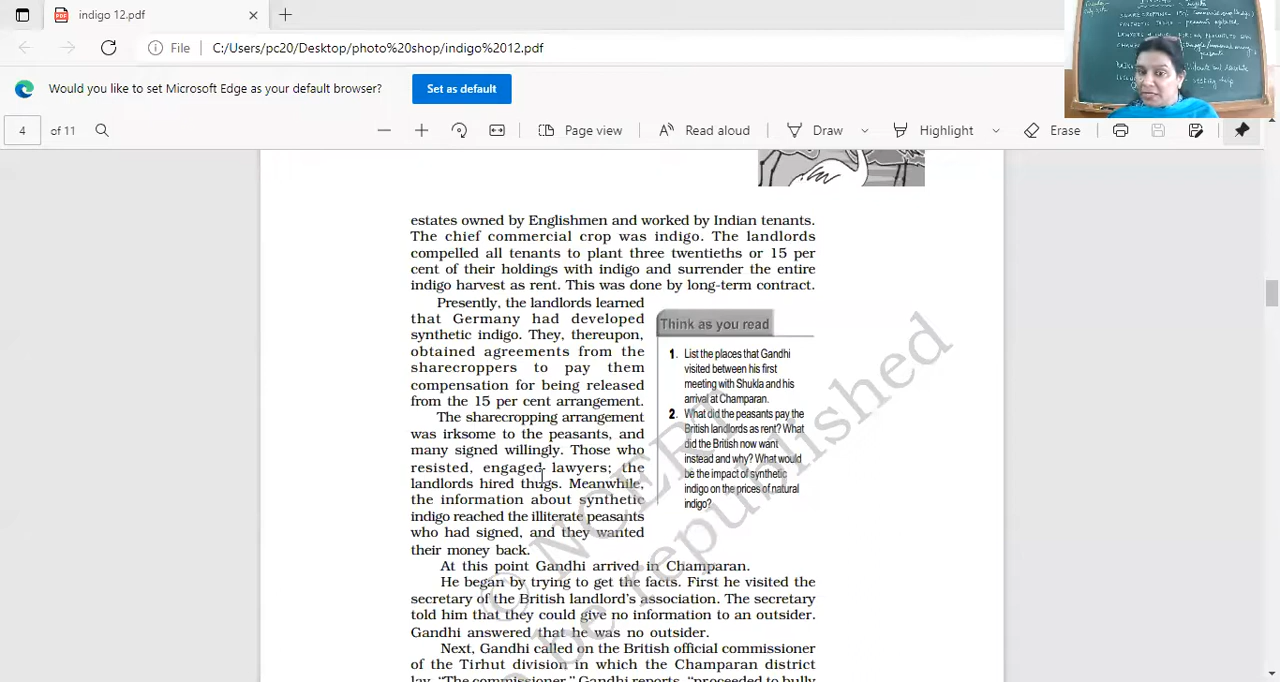 indigo 12.pdf
File
C:/Users/pc20/Desktop/photo%20shop/indigo%2012.pdf
Would you like to set Microsoft Edge as your default browser?
Set as default
4 of 11
Page view
Read aloud
Draw
Highlight
Erase
estates owned by Englishmen and worked by Indian tenants.
The chief commercial crop was indigo. The landlords
compelled all tenants to plant three twentieths or 15 per
cent of their holdings with indigo and surrender the entire
indigo harvest as rent. This was done by long-term contract.
Presently, the landlords learned
that Germany had developed
synthetic indigo. They, thereupon,
obtained agreements from the
sharecroppers to pay them
compensation for being released
from the 15 per cent arrangement.
The sharecropping arrangement
was irksome to the peasants, and
many signed willingly. Those who
resisted, engaged lawyers; the
landlords hired thugs. Meanwhile,
the information about synthetic
indigo reached the illiterate peasants
who had signed, and they wanted
their money back.
Think as you read
1. List the places that Gandhi
visited between his first
meeting with Shukla and his
arrival at Champaran.
2. What did the peasants pay the
British landlords as rent? What
did the British now want
instead and why? What would
be the impact of synthetic
indigo on the prices of natural
indigo?
At this point Gandhi arrived in Champaran.
He began by trying to get the facts. First he visited the
secretary of the British landlord's association. The secretary
told him that they could give no information to an outsider.
Gandhi answered that he was no outsider.
Next, Gandhi called on the British official commissioner
of the Tirhut division in which the Champaran district
lay. "The commissioner," Gandhi reports, "proceeded to bully
© NCERT
be republished